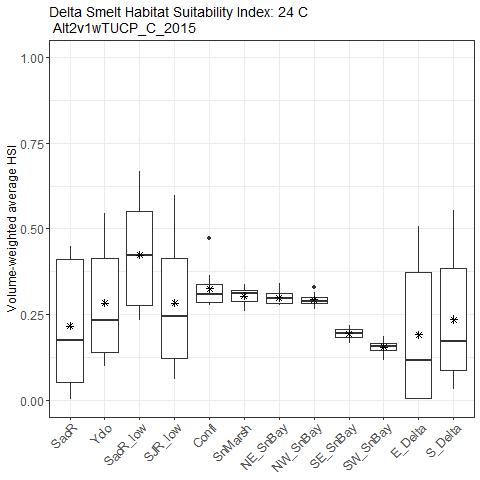 Delta Smelt Habitat Suitability Index: 24 C
Alt2v1wTUCP_C_2015
Volume-weighted average HSI
1.00
0.75
0.50
0.25
0.00
SacR
Yolo
SacR_low
SJR_low
Confl
SnMarsh
NE_SnBay
NW_SnBay
SE_SnBay
SW_SnBay
E_Delta
S_Delta